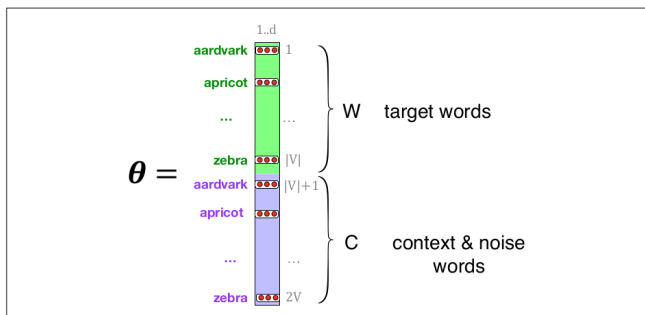 1..d
aardvark 1
apricot
... ...
zebra |V|
W target words
θ =
aardvark |V|+1
apricot
... ...
zebra 2V
C context & noise
words